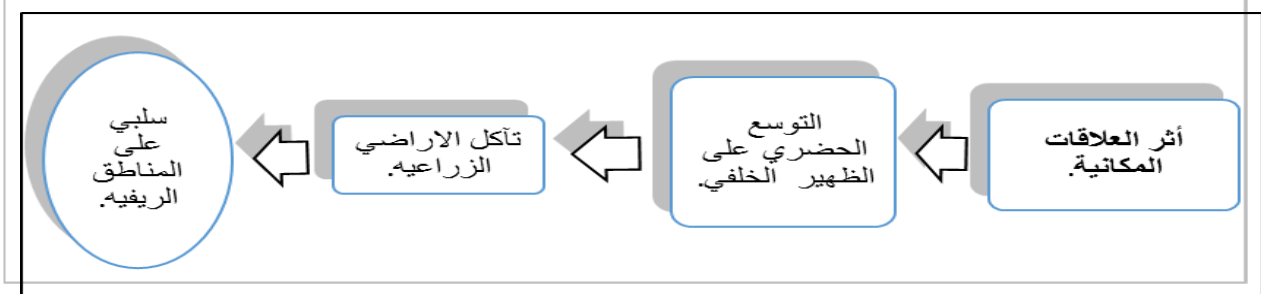 أثر العلاقات
المكانية.
التوسع
الحضري على
الظهير الخلفي.
تآكل الاراضي
الزراعيه.
سلبي
على
المناطق
الريفيه.